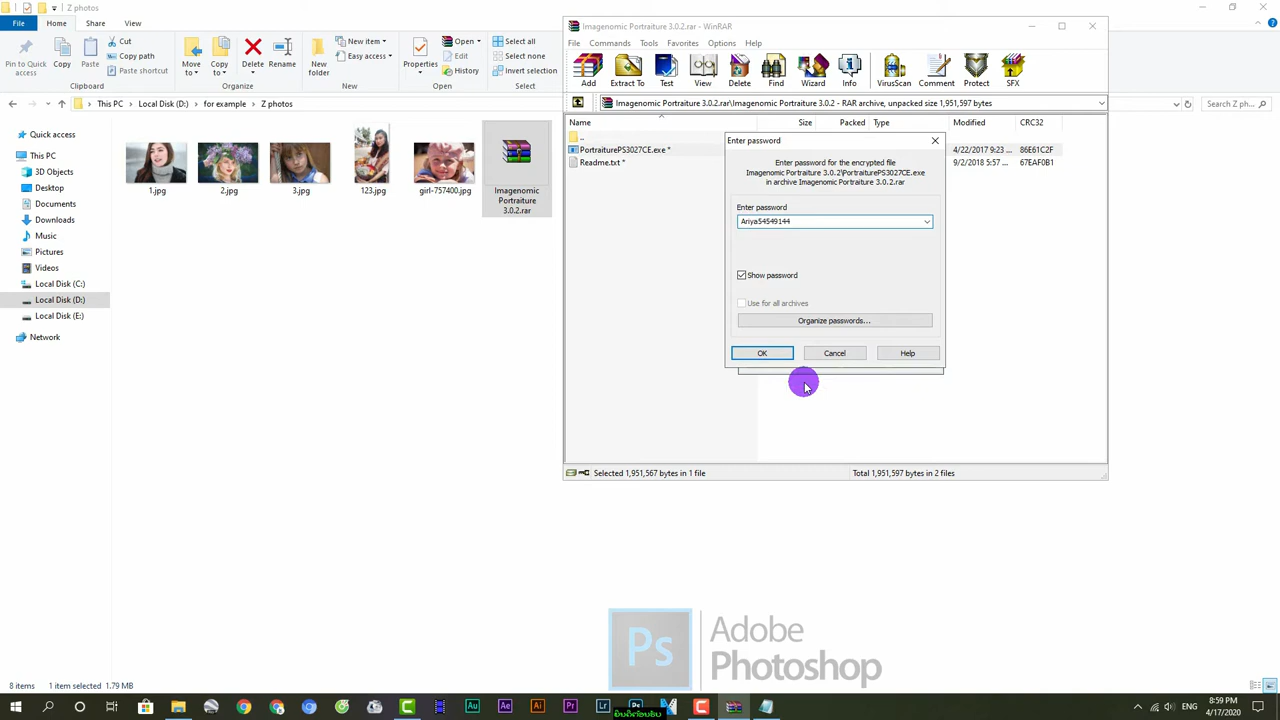 Z photos
File
Home
Share
View
Pin to Quick
access
Copy
Paste
Cut
Copy path
Paste shortcut
Clipboard
Move
to
Copy
to
Delete
Rename
Organize
New
folder
New item
Easy access
New
Properties
Open
Edit
History
Open
Select all
Select none
Invert selection
Select
This PC
Local Disk (D:)
for example
Z photos
Search Z ph...
Quick access
This PC
3D Objects
Desktop
Documents
Downloads
Music
Pictures
Videos
Local Disk (C:)
Local Disk (D:)
Local Disk (E:)
Network
1.jpg
2.jpg
3.jpg
123.jpg
girl-757400.jpg
Imagenomic
Portraiture
3.0.2.rar
Imagenomic Portraiture 3.0.2.rar - WinRAR
File
Commands
Tools
Favorites
Options
Help
Add
Extract To
Test
View
Delete
Find
Wizard
Info
VirusScan
Comment
Protect
SFX
Imagenomic Portraiture 3.0.2.rar\Imagenomic Portraiture 3.0.2 - RAR archive, unpacked size 1,951,597 bytes
Name
Size
Packed
Type
Modified
CRC32
..
PortraiturePS3027CE.exe *
4/22/2017 9:23 ...
86E61C2F
Readme.txt *
9/2/2018 5:57 ...
67EAF0B1
Enter password
Enter password for the encrypted file
Imagenomic Portraiture 3.0.2\PortraiturePS3027CE.exe
in archive Imagenomic Portraiture 3.0.2.rar
Enter password
Ariya54549144
Show password
Use for all archives
Organize passwords...
OK
Cancel
Help
Selected 1,951,567 bytes in 1 file
Total 1,951,597 bytes in 2 files
Ps
Adobe
Photoshop
8 items
1 item selected 1.79 MB
Au
Ae
Ai
Pr
Lr
Ps
8:59 PM
4/17/2020